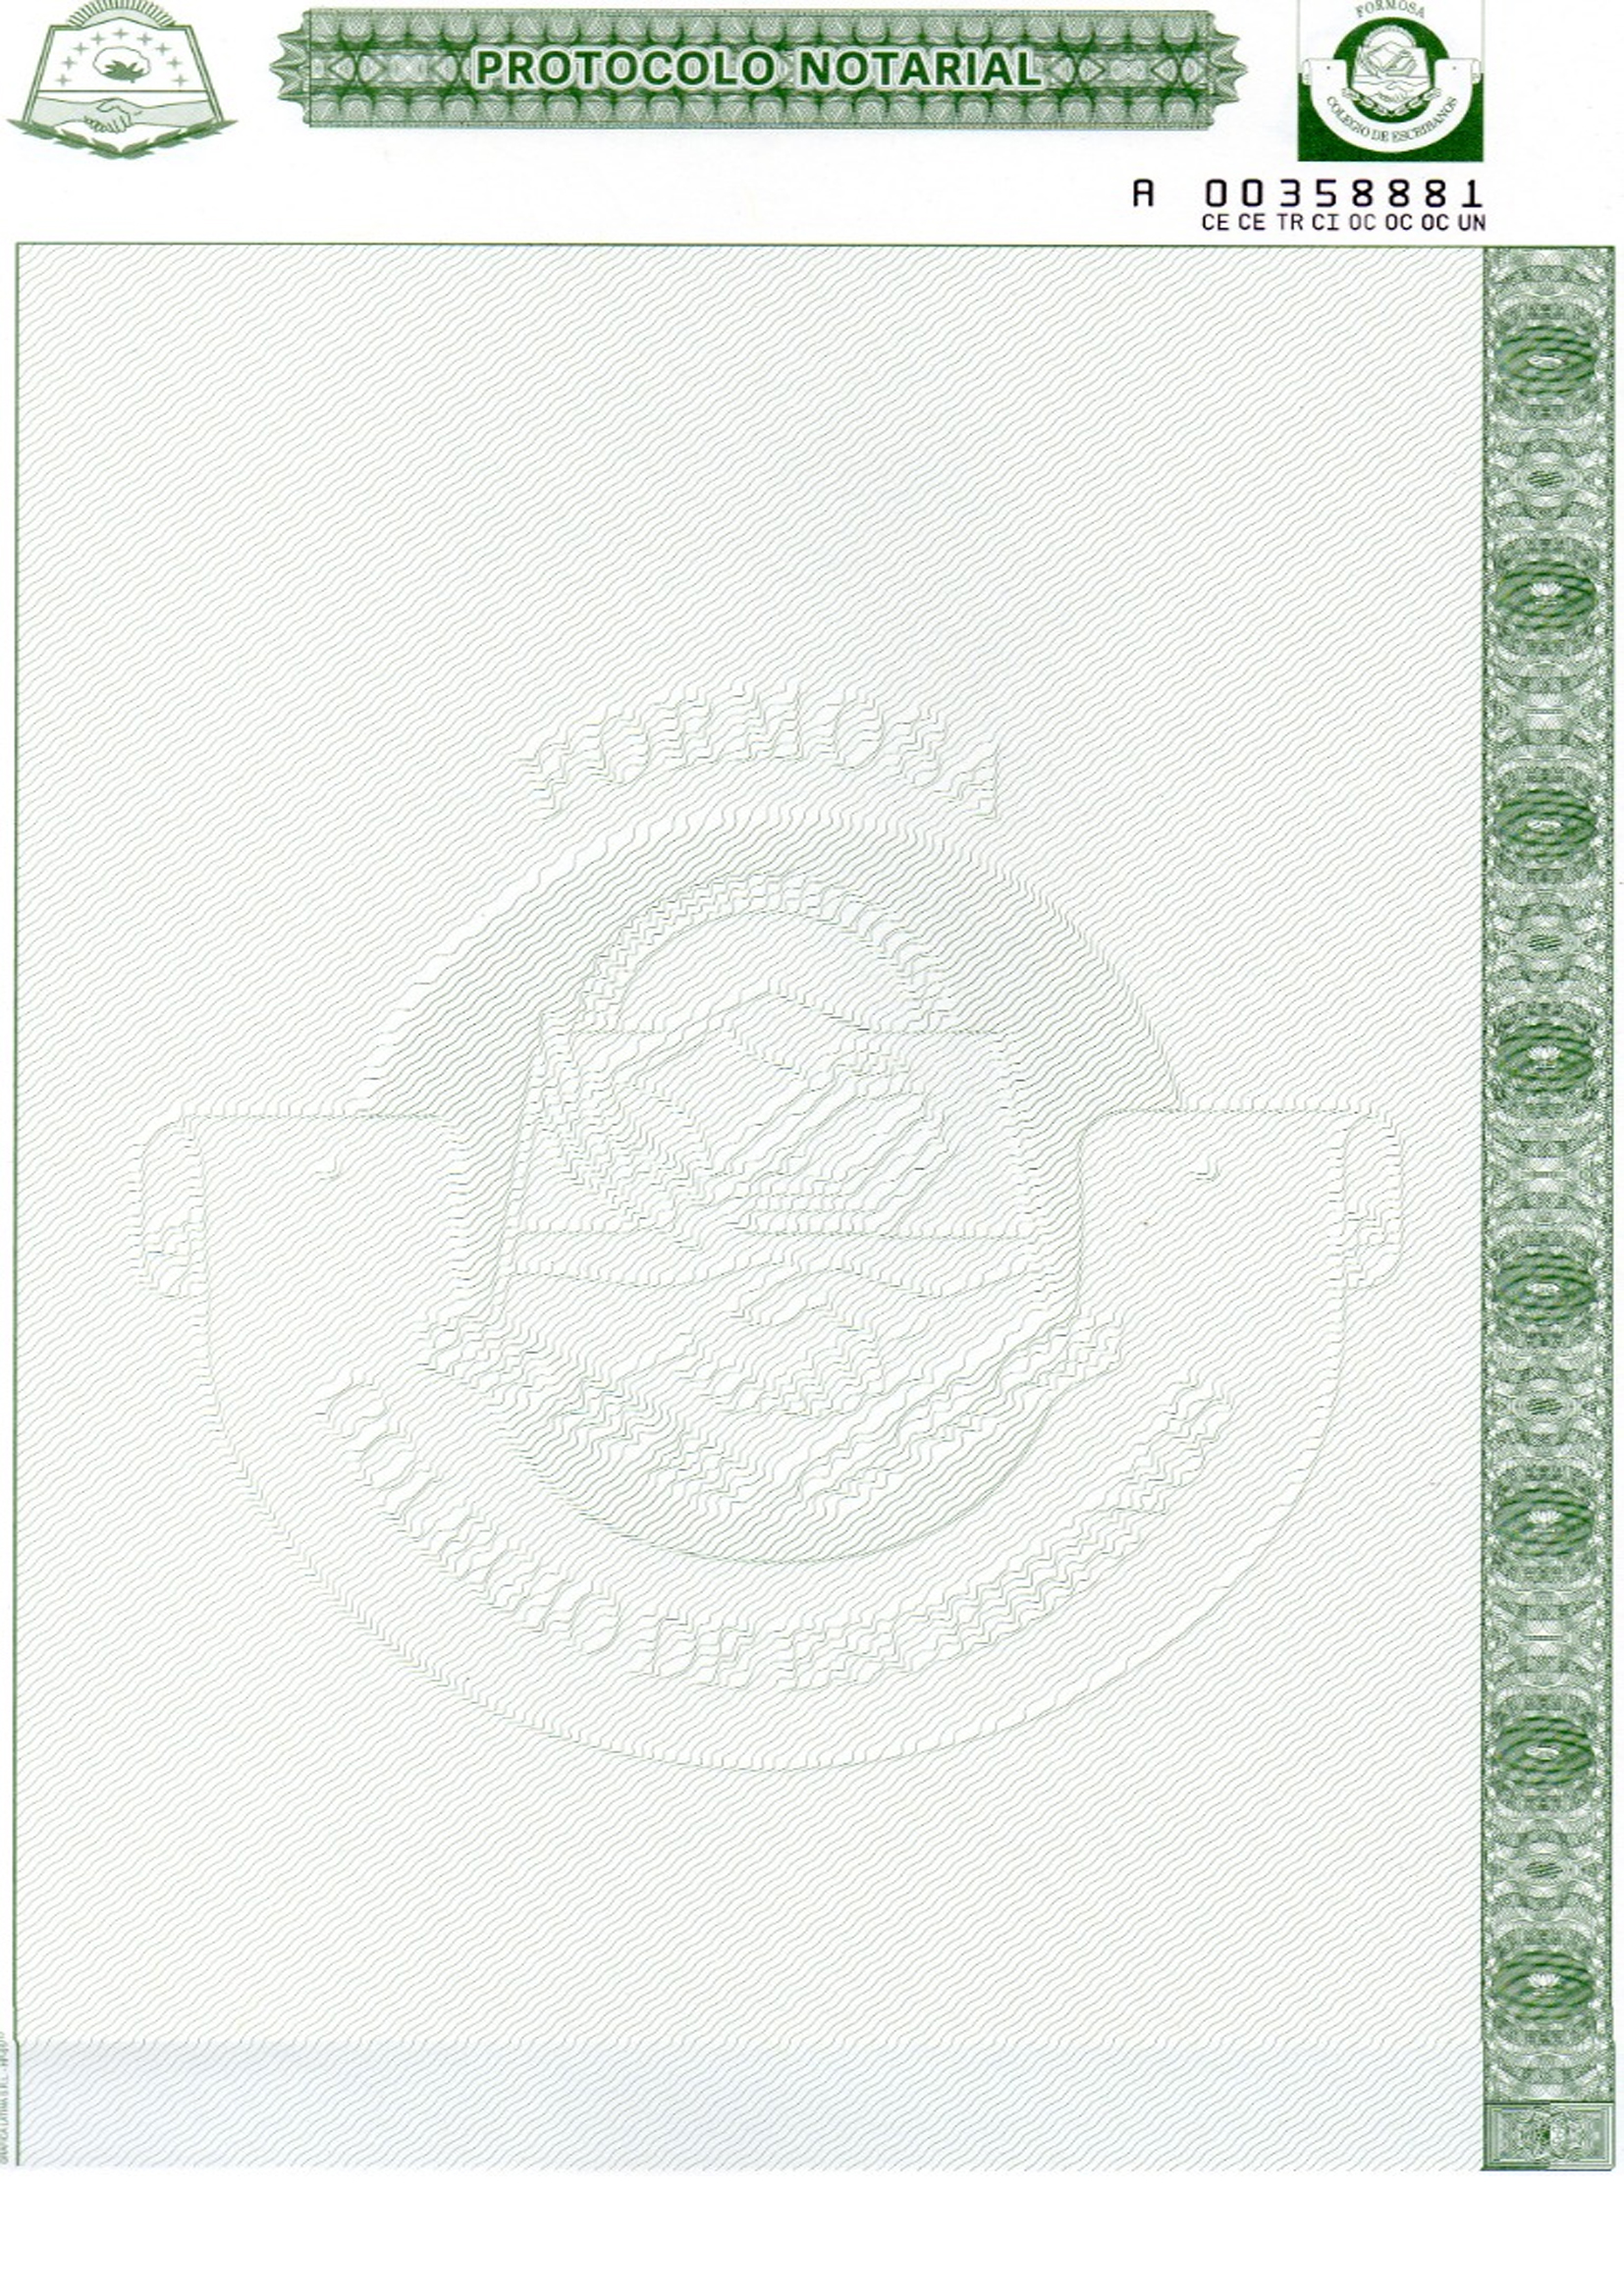 PROTOCOLO NOTARIAL
FORMOSA
COLEGIO DE ESCRIBANOS
A 00358881
CE CE TR CI OC OC OC UN
FORMOSA
COLEGIO DE ESCRIBANOS